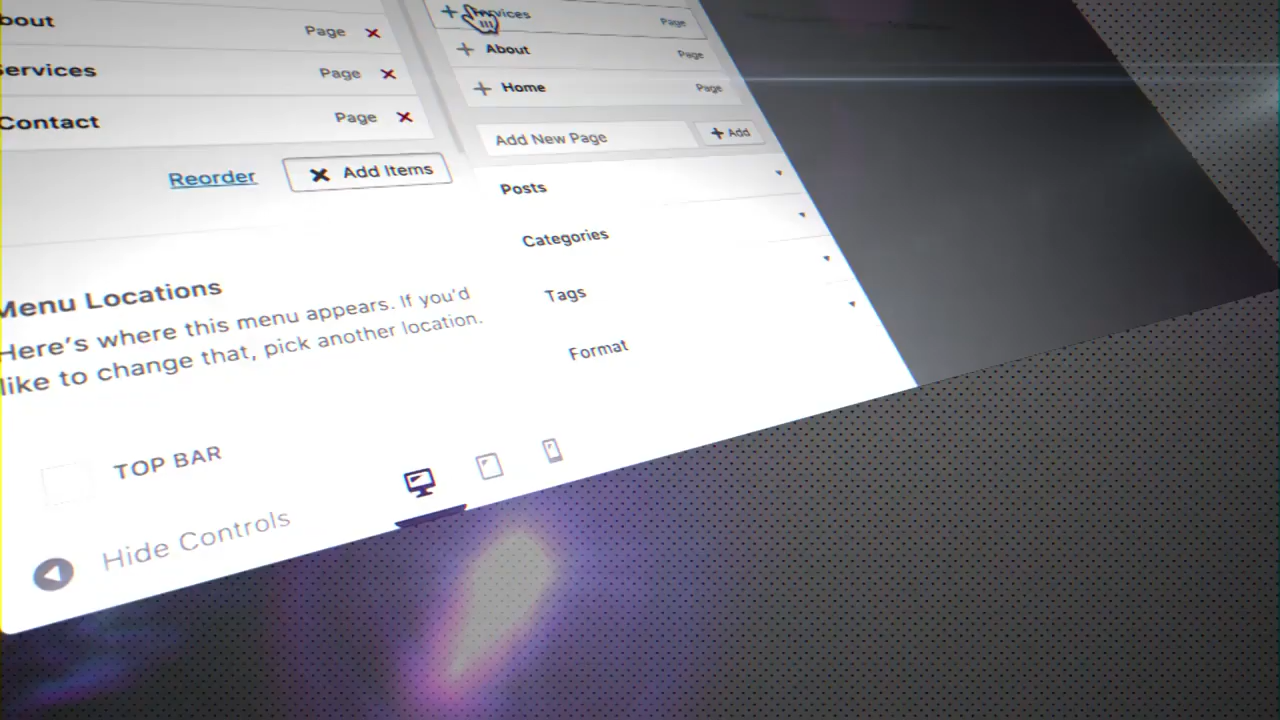 bout
Page
ervices
Page
Contact
Page
Reorder
Add Items
Menu Locations
Here's where this menu appears. If you'd
like to change that, pick another location.
TOP BAR
Hide Controls
Page
About
Page
Home
Page
Add New Page
Add
Posts
Categories
Tags
Format